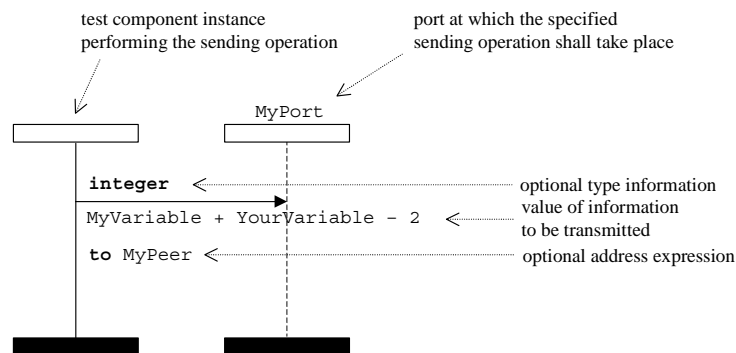 test component instance
performing the sending operation
port at which the specified
sending operation shall take place
MyPort
integer
optional type information
MyVariable + YourVariable – 2
value of information
to be transmitted
to MyPeer
optional address expression